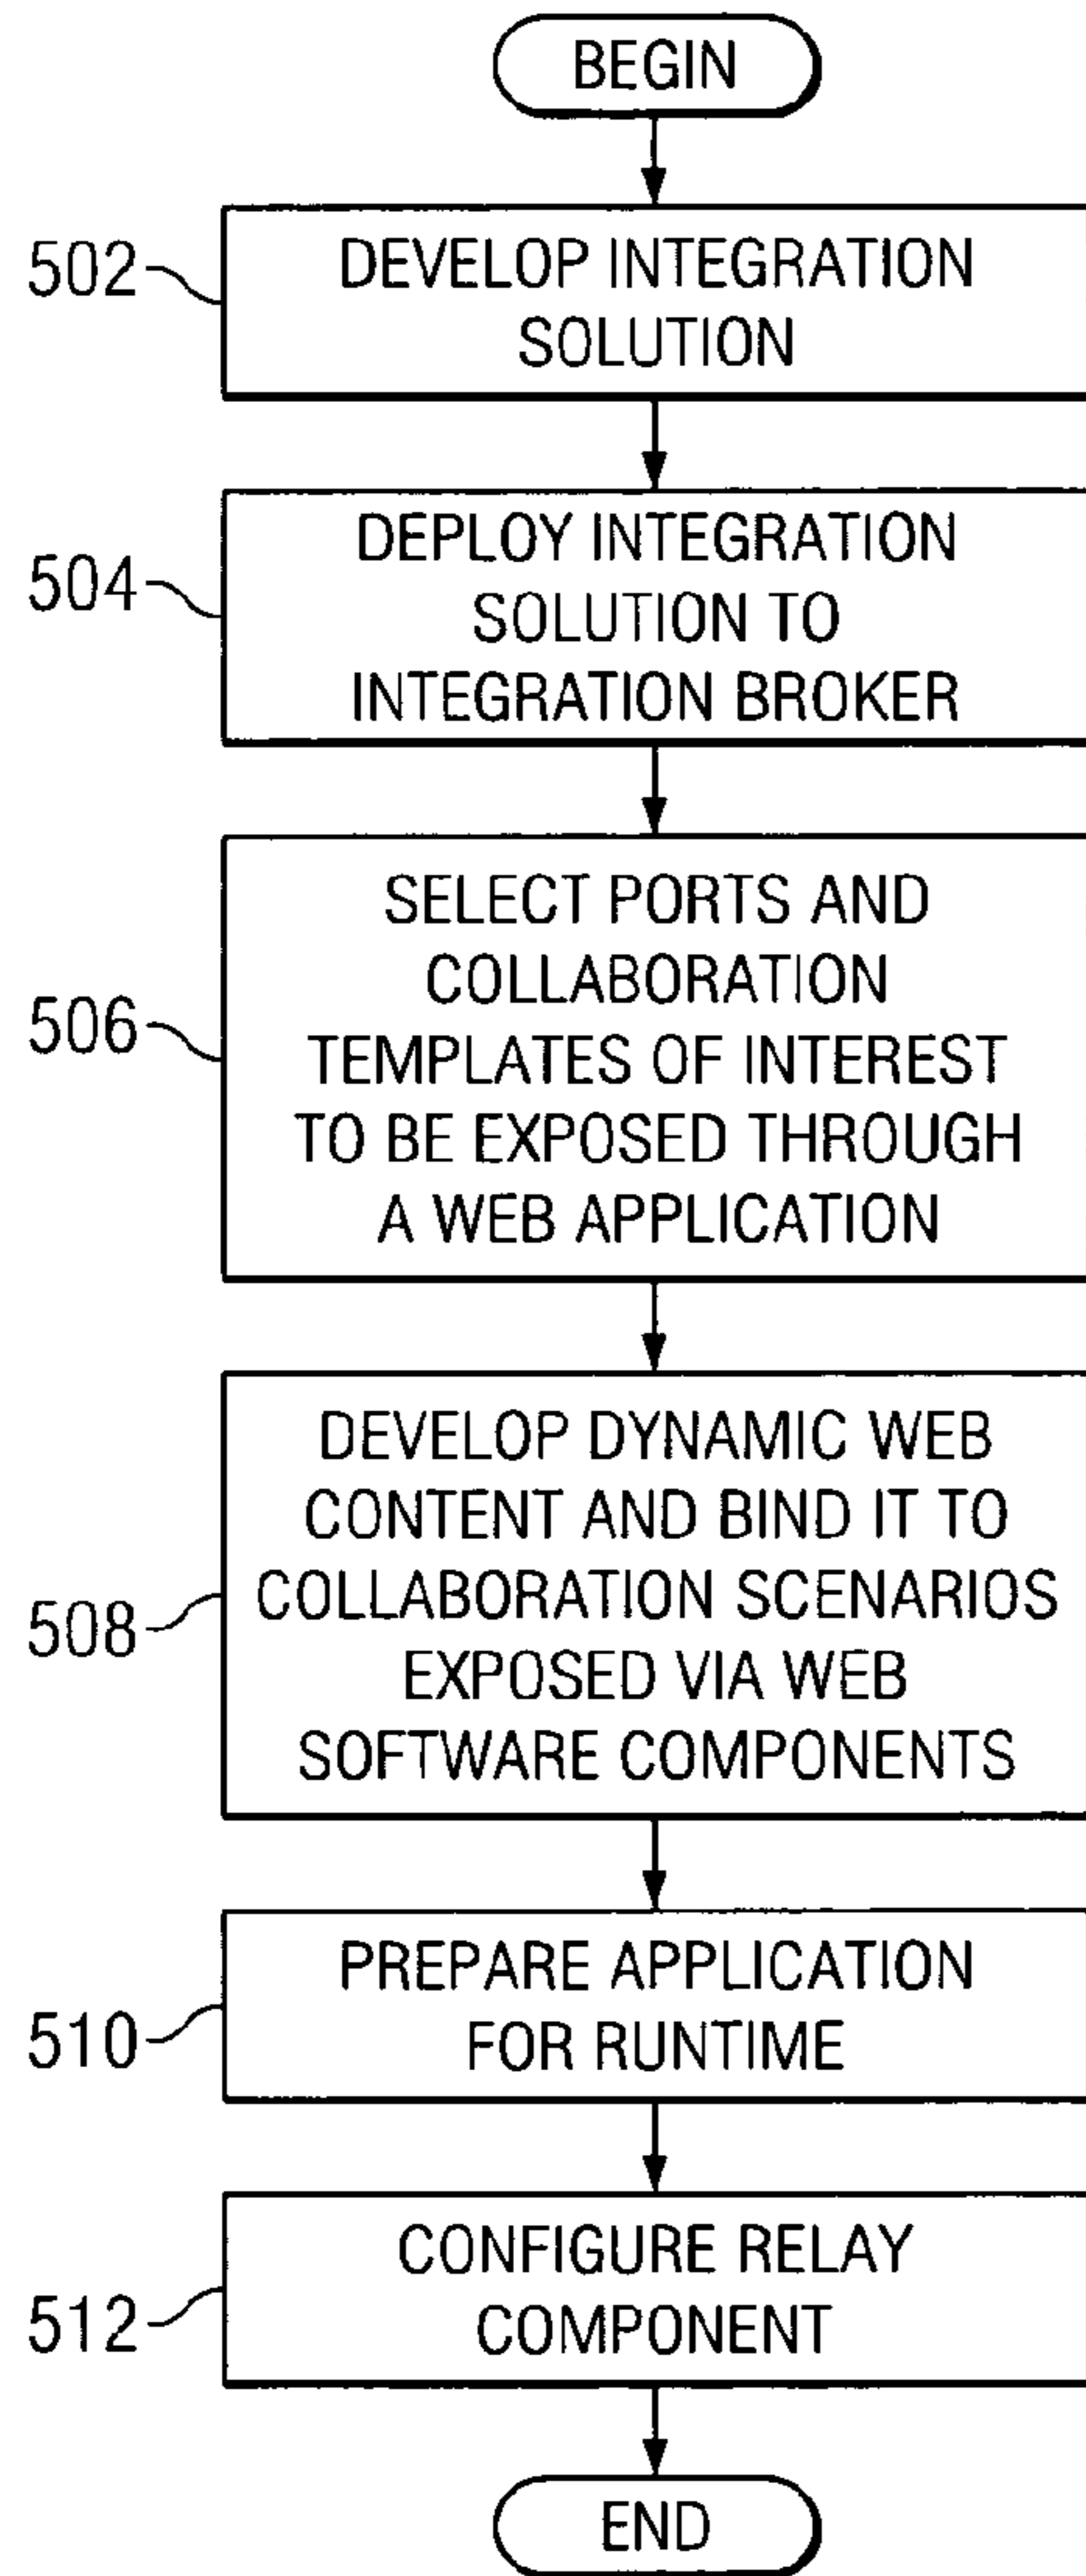 BEGIN
502
DEVELOP INTEGRATION
SOLUTION
504
DEPLOY INTEGRATION
SOLUTION TO
INTEGRATION BROKER
506
SELECT PORTS AND
COLLABORATION
TEMPLATES OF INTEREST
TO BE EXPOSED THROUGH
A WEB APPLICATION
508
DEVELOP DYNAMIC WEB
CONTENT AND BIND IT TO
COLLABORATION SCENARIOS
EXPOSED VIA WEB
SOFTWARE COMPONENTS
510
PREPARE APPLICATION
FOR RUNTIME
512
CONFIGURE RELAY
COMPONENT
END